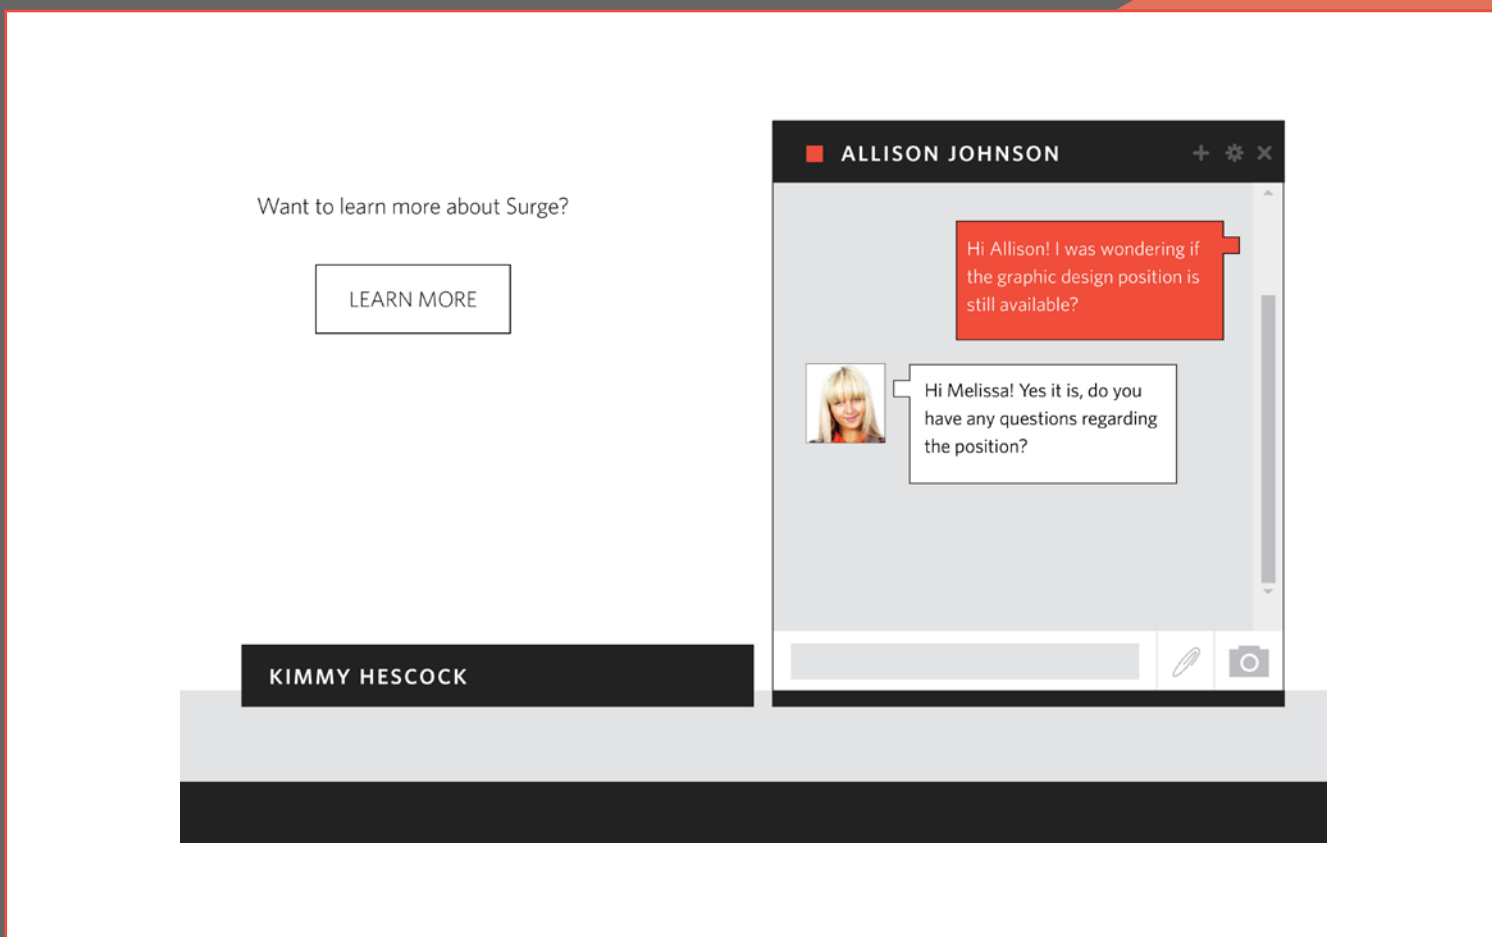 Want to learn more about Surge?
LEARN MORE
KIMMY HESCOCK
ALLISON JOHNSON
Hi Allison! I was wondering if
the graphic design position is
still available?
Hi Melissa! Yes it is, do you
have any questions regarding
the position?